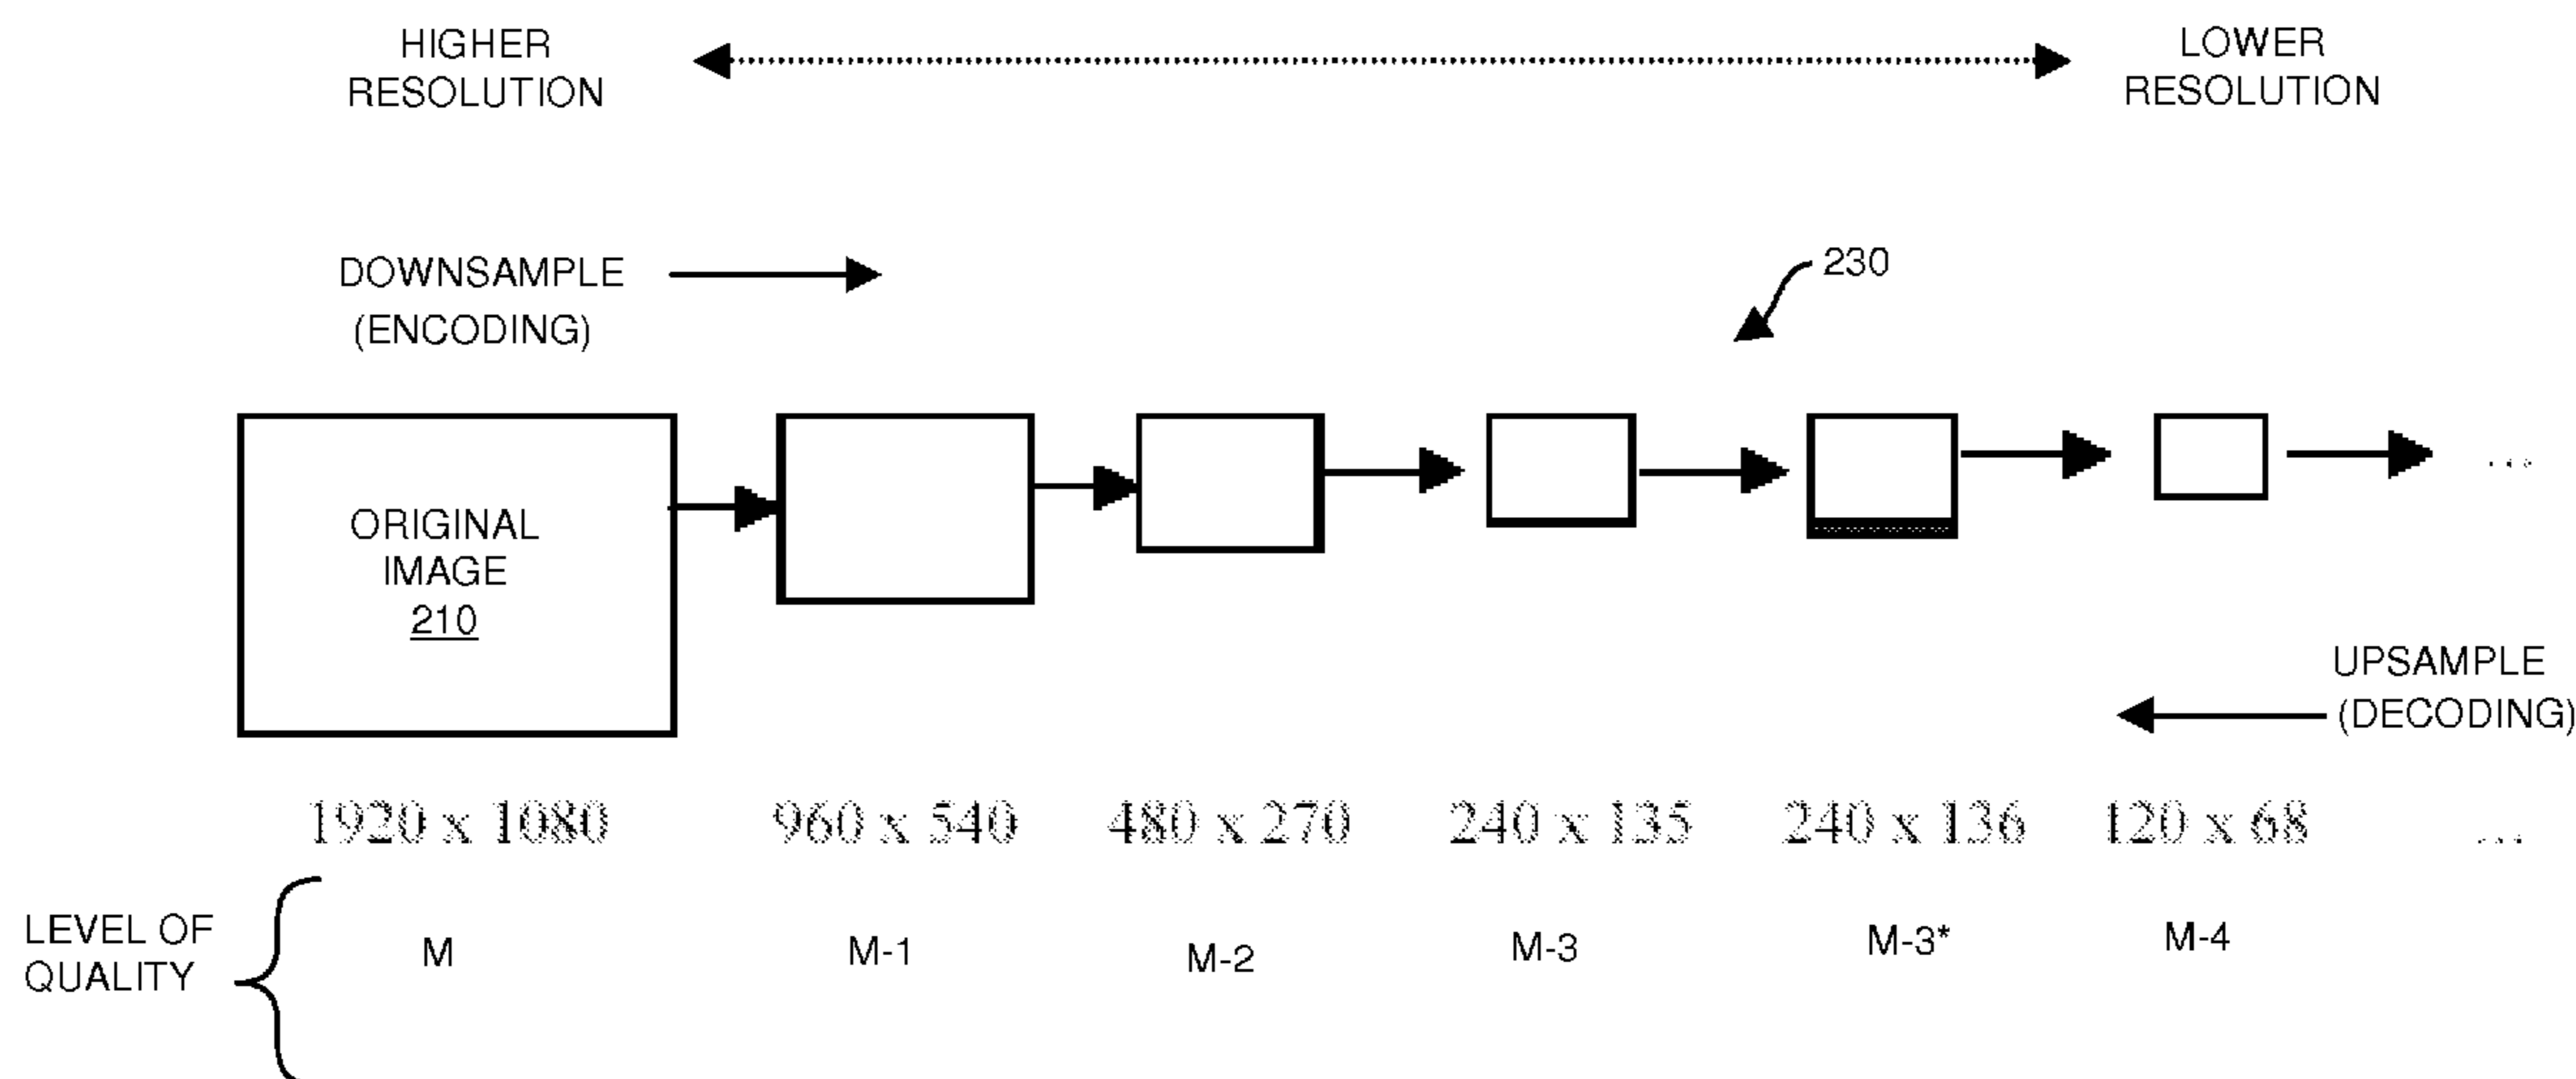 HIGHER
RESOLUTION
LOWER
RESOLUTION
DOWNSAMPLE
(ENCODING)
230
ORIGINAL
IMAGE
210
...
UPSAMPLE
(DECODING)
1920 x 1080
960 x 540
480 x 270
240 x 135
240 x 136
120 x 68
...
LEVEL OF
QUALITY
M
M-1
M-2
M-3
M-3*
M-4